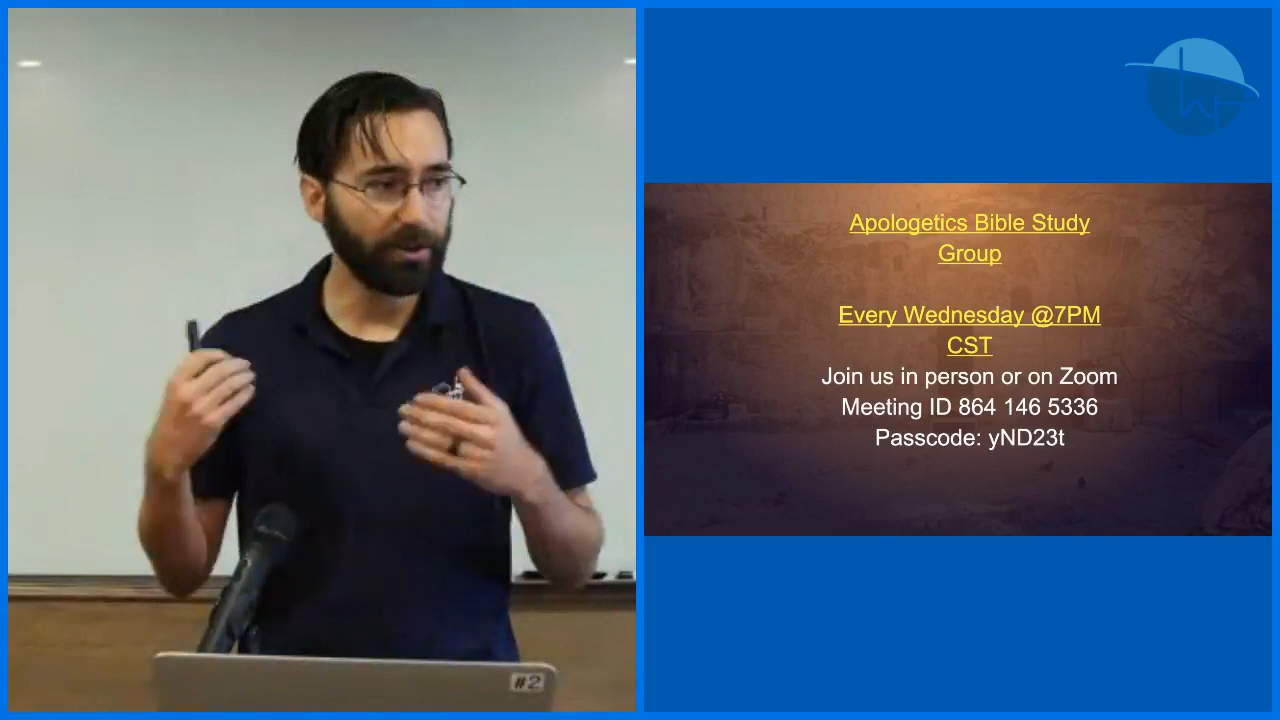 Apologetics Bible Study
Group
Every Wednesday @7PM
CST
Join us in person or on Zoom
Meeting ID 864 146 5336
Passcode: yND23t
#2